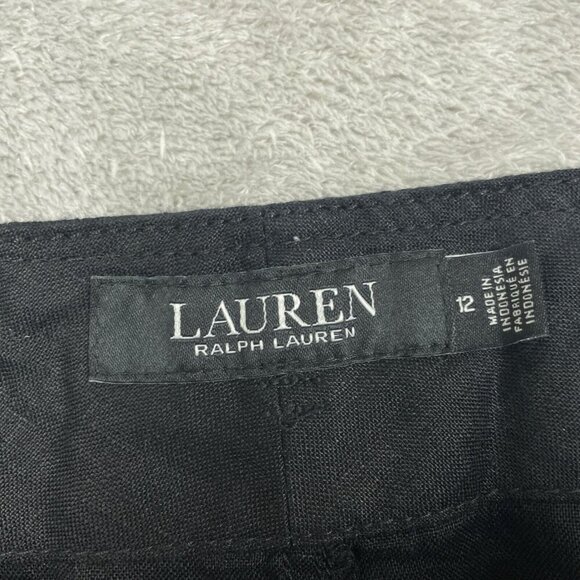 LAUREN
RALPH LAUREN
12
MADE IN
INDONESIA
FABRIQUÉ EN
INDONÉSIE